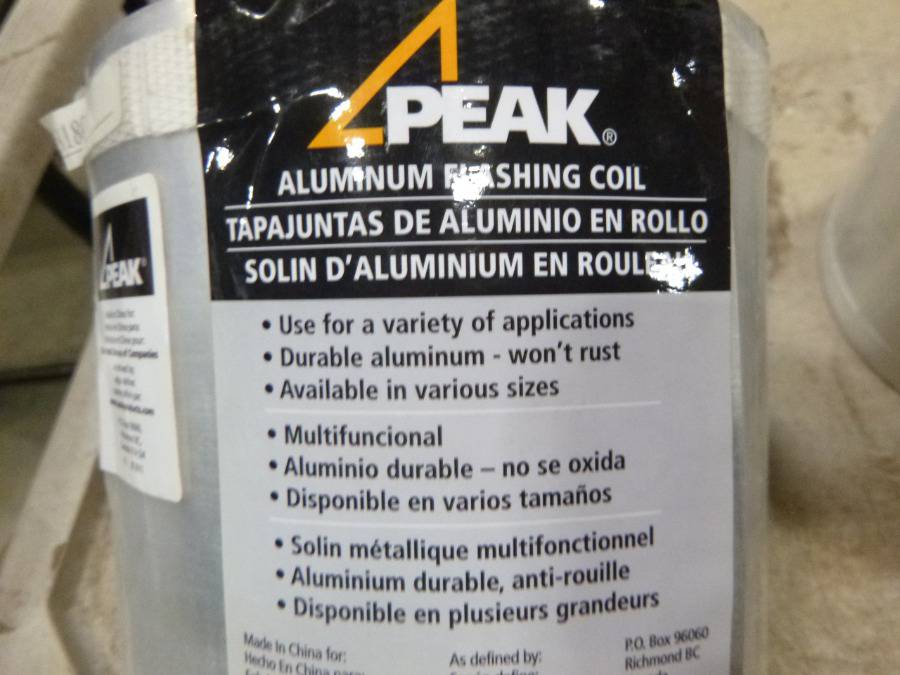 PEAK®
ALUMINUM FLASHING COIL
TAPAJUNTAS DE ALUMINIO EN ROLLO
SOLIN D'ALUMINIUM EN ROULEAU
• Use for a variety of applications
• Durable aluminum - won't rust
• Available in various sizes
• Multifuncional
• Aluminio durable – no se oxida
• Disponible en varios tamaños
• Solin métallique multifonctionnel
• Aluminium durable, anti-rouille
• Disponible en plusieurs grandeurs
Made In China for:
Hecho En China para:
As defined by:
P.O. Box 96060
Richmond BC
PEAK®
of Companies